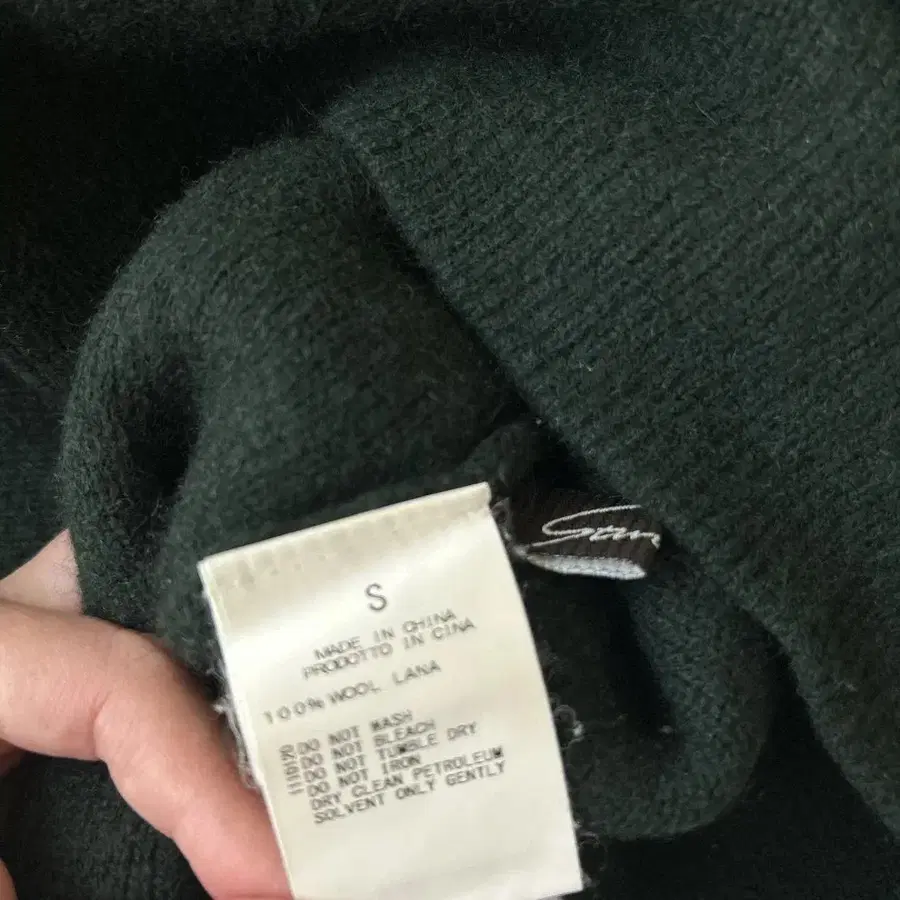 S
MADE IN CHINA
PRODOTTO IN CINA
100% WOOL LANA
DO NOT WASH
DO NOT BLEACH
DO NOT TUMBLE DRY
DO NOT IRON
DRY CLEAN PETROLEUM
SOLVENT ONLY GENTLY